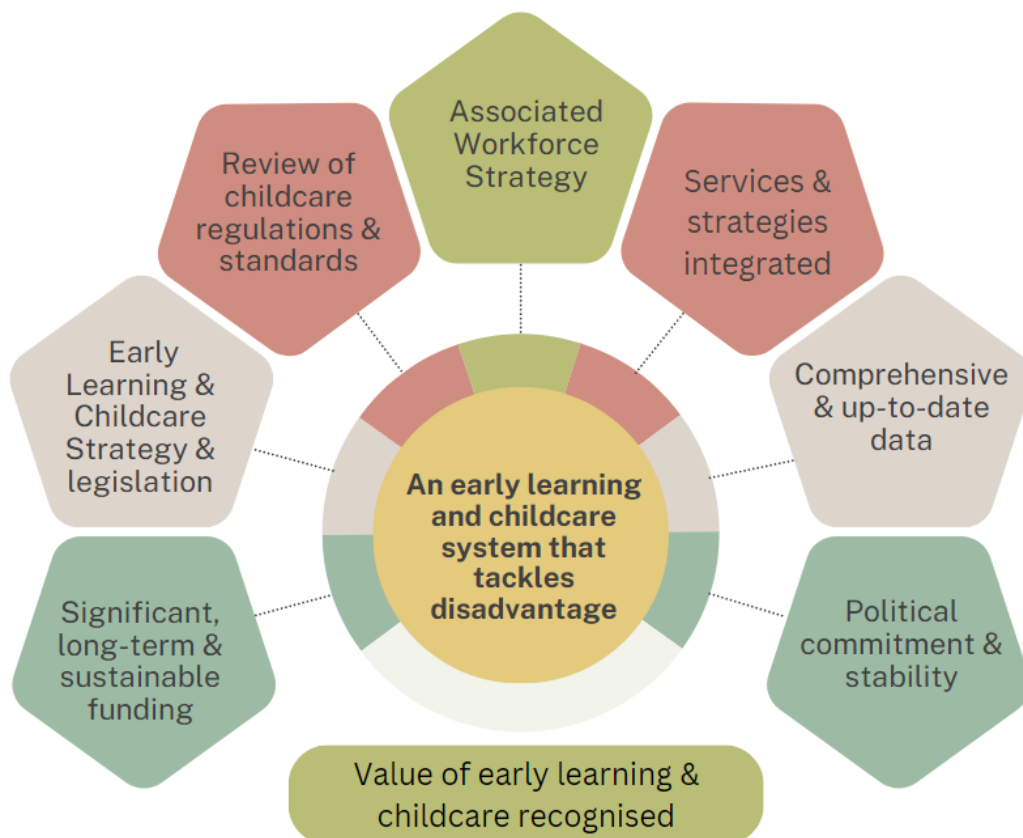 Associated
Workforce
Strategy
Review of
childcare
regulations &
standards
Services &
strategies
integrated
Early
Learning &
Childcare
Strategy &
legislation
Comprehensive
& up-to-date
data
An early learning
and childcare
system that
tackles
disadvantage
Significant,
long-term &
sustainable
funding
Political
commitment &
stability
Value of early learning &
childcare recognised